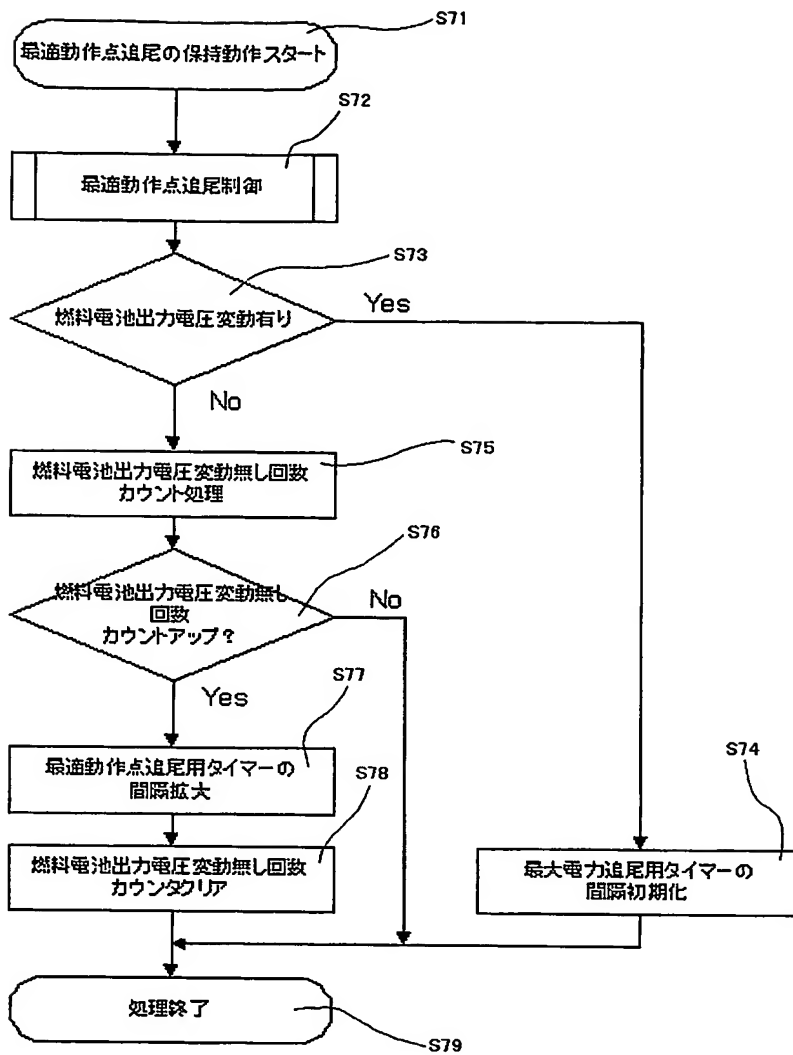 S71
最適動作点追尾の保持動作スタート
S72
最適動作点追尾制御
S73
燃料電池出力電圧変動有り
Yes
No
S75
燃料電池出力電圧変動無し回数
カウント処理
S76
燃料電池出力電圧変動無し
回数
カウントアップ?
No
Yes
S77
最適動作点追尾用タイマーの
間隔拡大
S78
燃料電池出力電圧変動無し回数
カウンタクリア
S74
最大電力追尾用タイマーの
間隔初期化
処理終了
S79